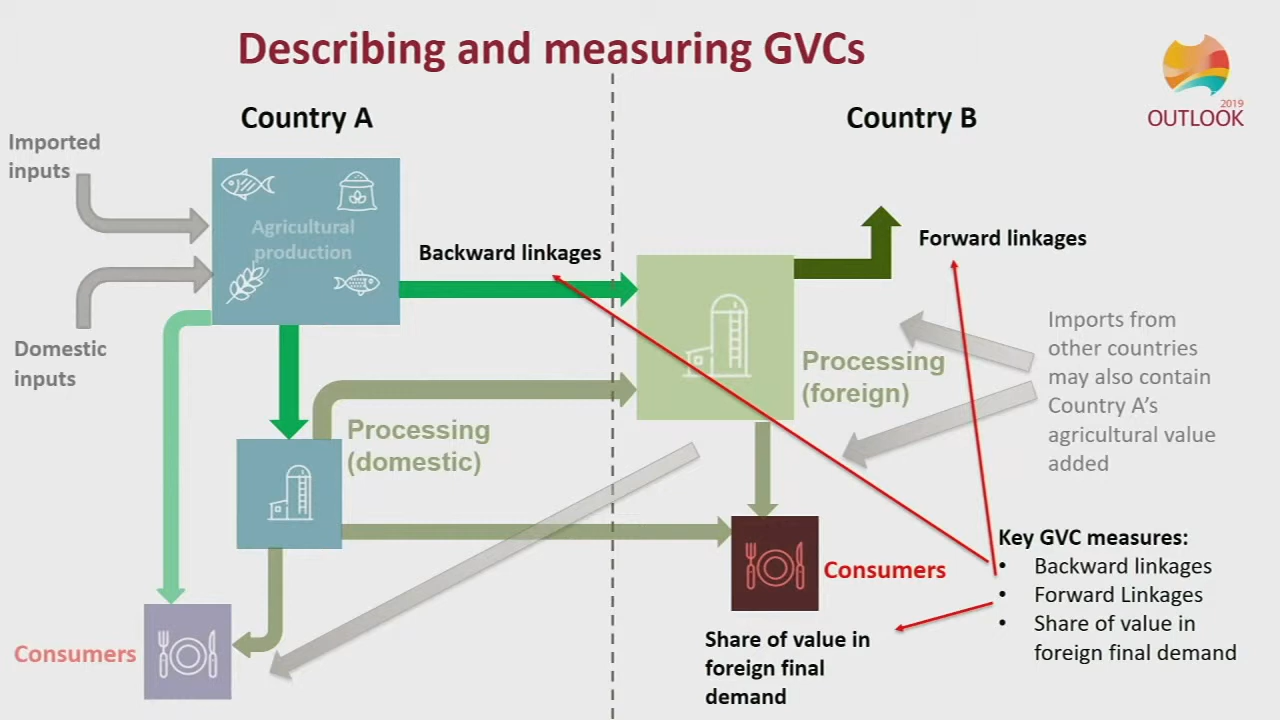 Describing and measuring GVCs
2019
OUTLOOK
Country A
Country B
Imported
inputs
Agricultural
production
Backward linkages
Forward linkages
Domestic
inputs
Processing
(foreign)
Imports from
other countries
may also contain
Country A's
agricultural value
added
Processing
(domestic)
Key GVC measures:
• Backward linkages
• Forward Linkages
• Share of value in
foreign final demand
Consumers
Consumers
Share of value in
foreign final
demand